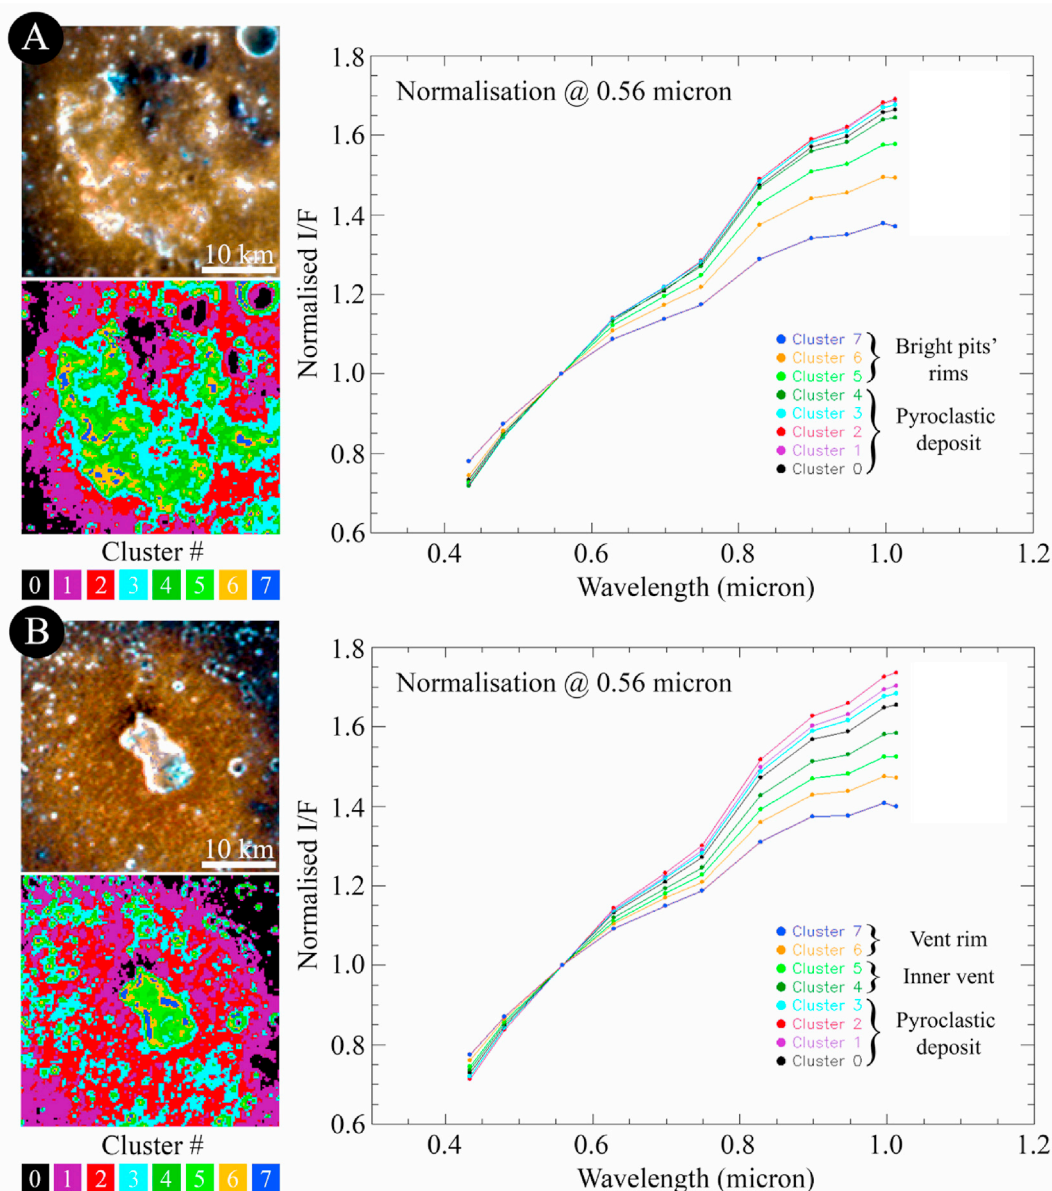 A
10 km
Cluster #
0 1 2 3 4 5 6 7
Normalisation @ 0.56 micron
Normalised I/F
1.8
1.6
1.4
1.2
1.0
0.8
0.6
0.4 0.6 0.8 1.0 1.2
Wavelength (micron)
Cluster 7
Cluster 6
Cluster 5
Cluster 4
Cluster 3
Cluster 2
Cluster 1
Cluster 0
Bright pits'
rims
Pyroclastic
deposit
B
10 km
Cluster #
0 1 2 3 4 5 6 7
Normalisation @ 0.56 micron
Normalised I/F
1.8
1.6
1.4
1.2
1.0
0.8
0.6
0.4 0.6 0.8 1.0 1.2
Wavelength (micron)
Cluster 7
Cluster 6
Cluster 5
Cluster 4
Cluster 3
Cluster 2
Cluster 1
Cluster 0
Vent rim
Inner vent
Pyroclastic
deposit